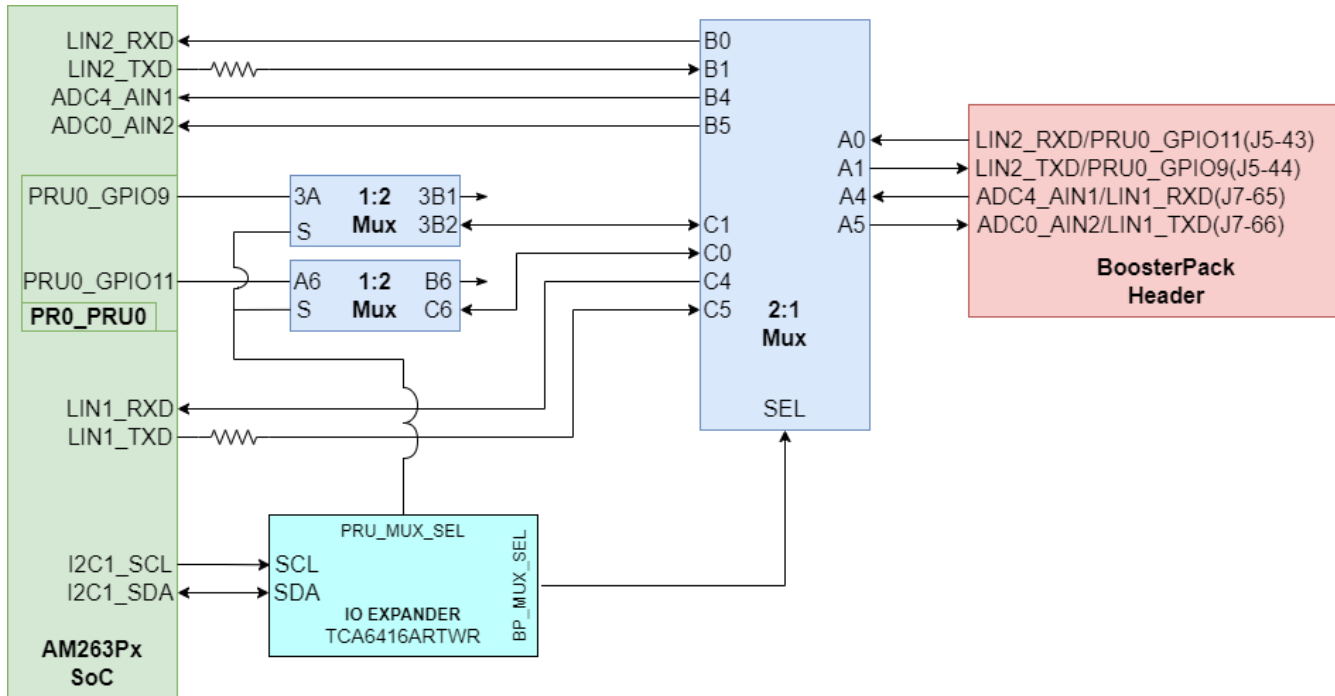 LIN2_RXD
LIN2_TXD
ADC4_AIN1
ADC0_AIN2
PRU0_GPIO9
PRU0_GPIO11
PR0_PRU0
LIN1_RXD
LIN1_TXD
I2C1_SCL
I2C1_SDA
AM263Px
SoC
3A 1:2 3B1
S Mux 3B2
A6 1:2 B6
S Mux C6
PRU_MUX_SEL
SCL
SDA
IO EXPANDER
TCA6416ARTWR
BP_MUX_SEL
B0
B1
B4
B5
C1
C0
C4
C5
2:1
Mux
SEL
A0
A1
A4
A5
LIN2_RXD/PRU0_GPIO11(J5-43)
LIN2_TXD/PRU0_GPIO9(J5-44)
ADC4_AIN1/LIN1_RXD(J7-65)
ADC0_AIN2/LIN1_TXD(J7-66)
BoosterPack
Header